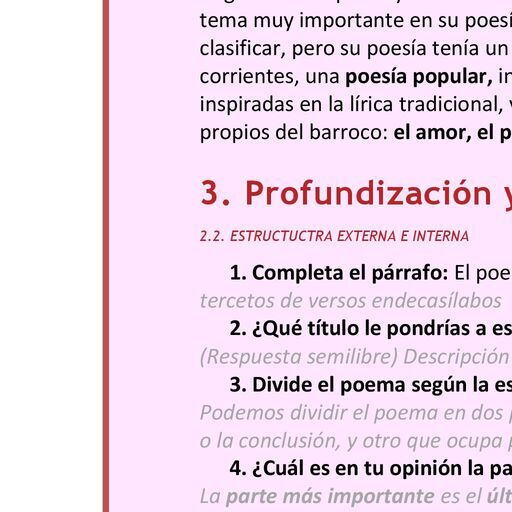 tema muy importante en su poesí
clasificar, pero su poesía tenía un
corrientes, una poesía popular, in
inspiradas en la lírica tradicional, y
propios del barroco: el amor, el p
3. Profundización y
2.2. ESTRUCTUCTRA EXTERNA E INTERNA
1. Completa el párrafo: El poe
tercetos de versos endecasílabos
2. ¿Qué título le pondrías a es
(Respuesta semilibre) Descripción
3. Divide el poema según la es
Podemos dividir el poema en dos p
o la conclusión, y otro que ocupa p
4. ¿Cuál es en tu opinión la pa
La parte más importante es el últ